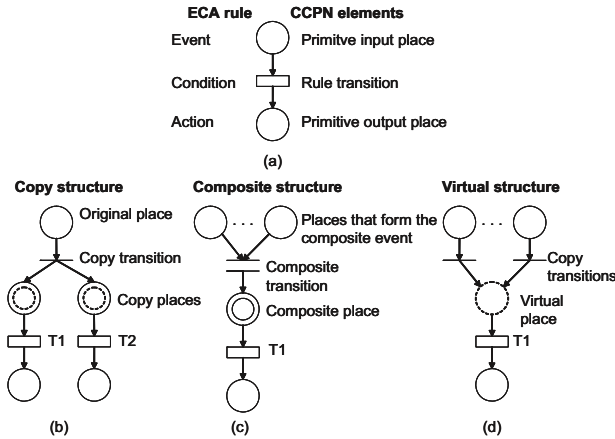 ECA rule CCPN elements
Event Primitve input place
Condition Rule transition
Action Primitive output place
(a)
Copy structure
Original place
Copy transition
Copy places
T1 T2
(b)
Composite structure
. . .
Places that form the
composite event
Composite
transition
Composite place
T1
(c)
Virtual structure
. . .
Copy
transitions
Virtual
place
T1
(d)